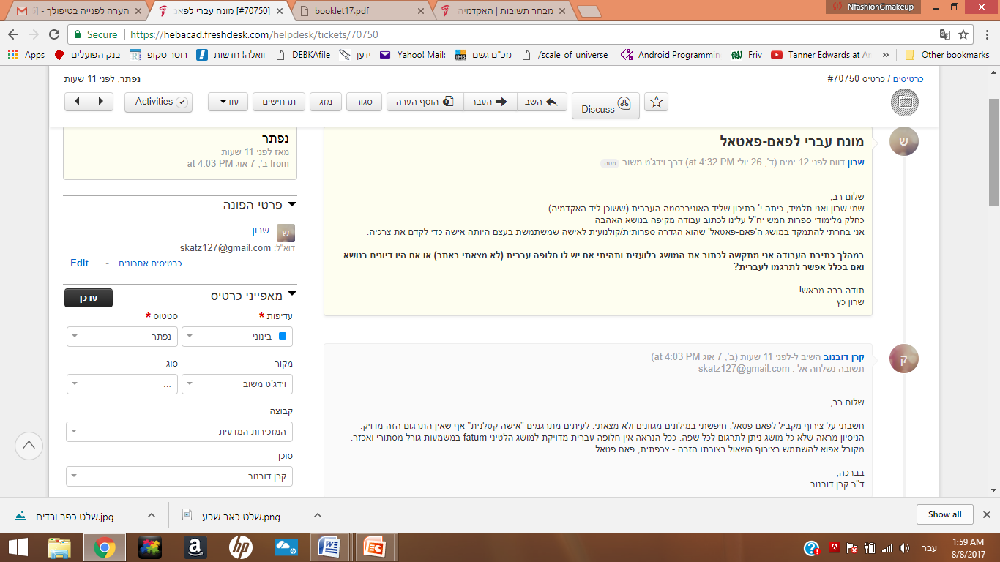 הערה לפנייה בטיפולך - [5
[#70750] מונח עברי לפאמ
booklet17.pdf
מבחר תשובות | האקדמיה
NfashionGmakeup
Secure | https://hebacad.freshdesk.com/helpdesk/tickets/70750
Apps בנק הפועלים רוטר סקופ וואלה! חדשות DEBKAfile ידען Yahoo! Mail: מכ"ם גשם /scale_of_universe_ Android Programmin Friv Tanner Edwards at Ar » Other bookmarks
כרטיסים / כרטיס #70750
נפתר, לפני 11 שעות
Discuss השב העבר הוסף הערה סגור מזג תרחישים עוד Activities
ש
מונח עברי לפאם-פאטאל
שרון דווח לפני 12 ימים (ד', 26 יולי at 4:32 PM) דרך וידג'ט משוב מטה
שלום רב,
שמי שרון ואני תלמיד, כיתה י' בתיכון שליד האוניברסטה העברית (ששוכן ליד האקדמיה)
כחלק מלימודי ספרות חמש יח"ל עלינו לכתוב עבודה מקיפה בנושא האהבה
אני בחרתי להתמקד במושג ה'פאם-פאטאל' שהוא הגדרה ספרותית/קולנועית לאישה שמשתמשת בעצם היותה אישה כדי לקדם את צרכיה.
במהלך כתיבת העבודה אני מתקשה לכתוב את המושג בלועזית ותהיתי אם יש לו חלופה עברית (לא מצאתי באתר) או אם היו דיונים בנושא
ואם בכלל אפשר לתרגמו לעברית?
תודה רבה מראש!
שרון כץ
ק
קרן דובנוב השיב ל-לפני 11 שעות (ב', 7 אוג at 4:03 PM)
תשובה נשלחה אל : skatz127@gmail.com
שלום רב,
חשבתי על צירוף מקביל לפאם פטאל, חיפשתי במילונים מגוונים ולא מצאתי. לעיתים מתרגמים "אישה קטלנית" אף שאין התרגום הזה מדויק.
הניסיון מראה שלא כל מושג ניתן לתרגום לכל שפה. ככל הנראה אין חלופה עברית מדויקת למושג הלטיני fatum במשמעות גורל מסתורי ואכזר.
מקובל אפוא להשתמש בצירוף השאול בצורתו הזרה - צרפתית, פאם פטאל.
בברכה,
ד"ר קרן דובנוב
נפתר
מאז לפני 11 שעות
from ב', 7 אוג at 4:03 PM
פרטי הפונה
ש
שרון
דוא"ל: skatz127@gmail.com
כרטיסים אחרונים - Edit
מאפייני כרטיס
עדכן
עדיפות * סטטוס *
בינוני נפתר
מקור סוג
וידג'ט משוב ...
קבוצה
המזכירות המדעית
סוכן
קרן דובנוב
שלט כפר ורדים.jpg
שלט באר שבע.png
Show all
hp
עבר
1:59 AM
8/8/2017